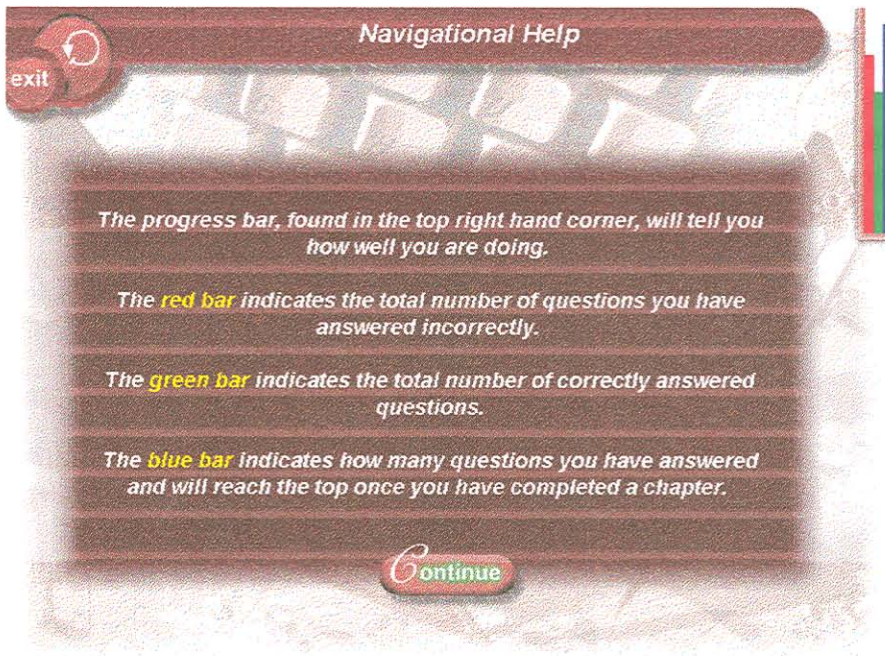 Navigational Help
exit
The progress bar, found in the top right hand corner, will tell you
how well you are doing.
The red bar indicates the total number of questions you have
answered incorrectly.
The green bar indicates the total number of correctly answered
questions.
The blue bar indicates how many questions you have answered
and will reach the top once you have completed a chapter.
Continue